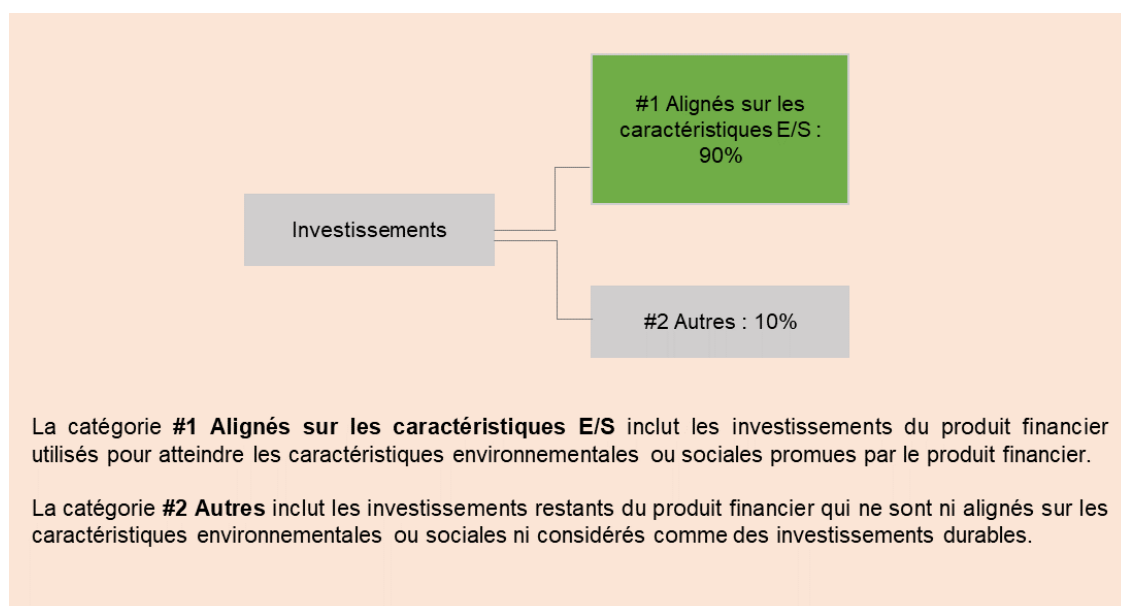 #1 Alignés sur les
caractéristiques E/S :
90%
Investissements
#2 Autres : 10%
La catégorie #1 Alignés sur les caractéristiques E/S inclut les investissements du produit financier
utilisés pour atteindre les caractéristiques environnementales ou sociales promues par le produit financier.
La catégorie #2 Autres inclut les investissements restants du produit financier qui ne sont ni alignés sur les
caractéristiques environnementales ou sociales ni considérés comme des investissements durables.